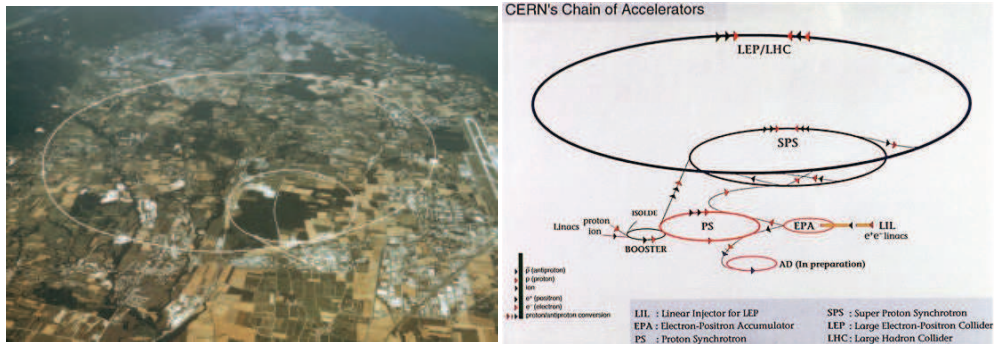 CERN's Chain of Accelerators
LEP/LHC
SPS
ISOLDE
proton
Linacs
ion
BOOSTER
PS
EPA
LIL
e⁺e⁻ linacs
AD (In preparation)
p̄ (antiproton)
p (proton)
ion
e⁺ (positron)
e⁻ (electron)
proton/antiproton conversion
LIL : Linear Injector for LEP
EPA : Electron-Positron Accumulator
PS : Proton Synchrotron
SPS : Super Proton Synchrotron
LEP : Large Electron-Positron Collider
LHC : Large Hadron Collider